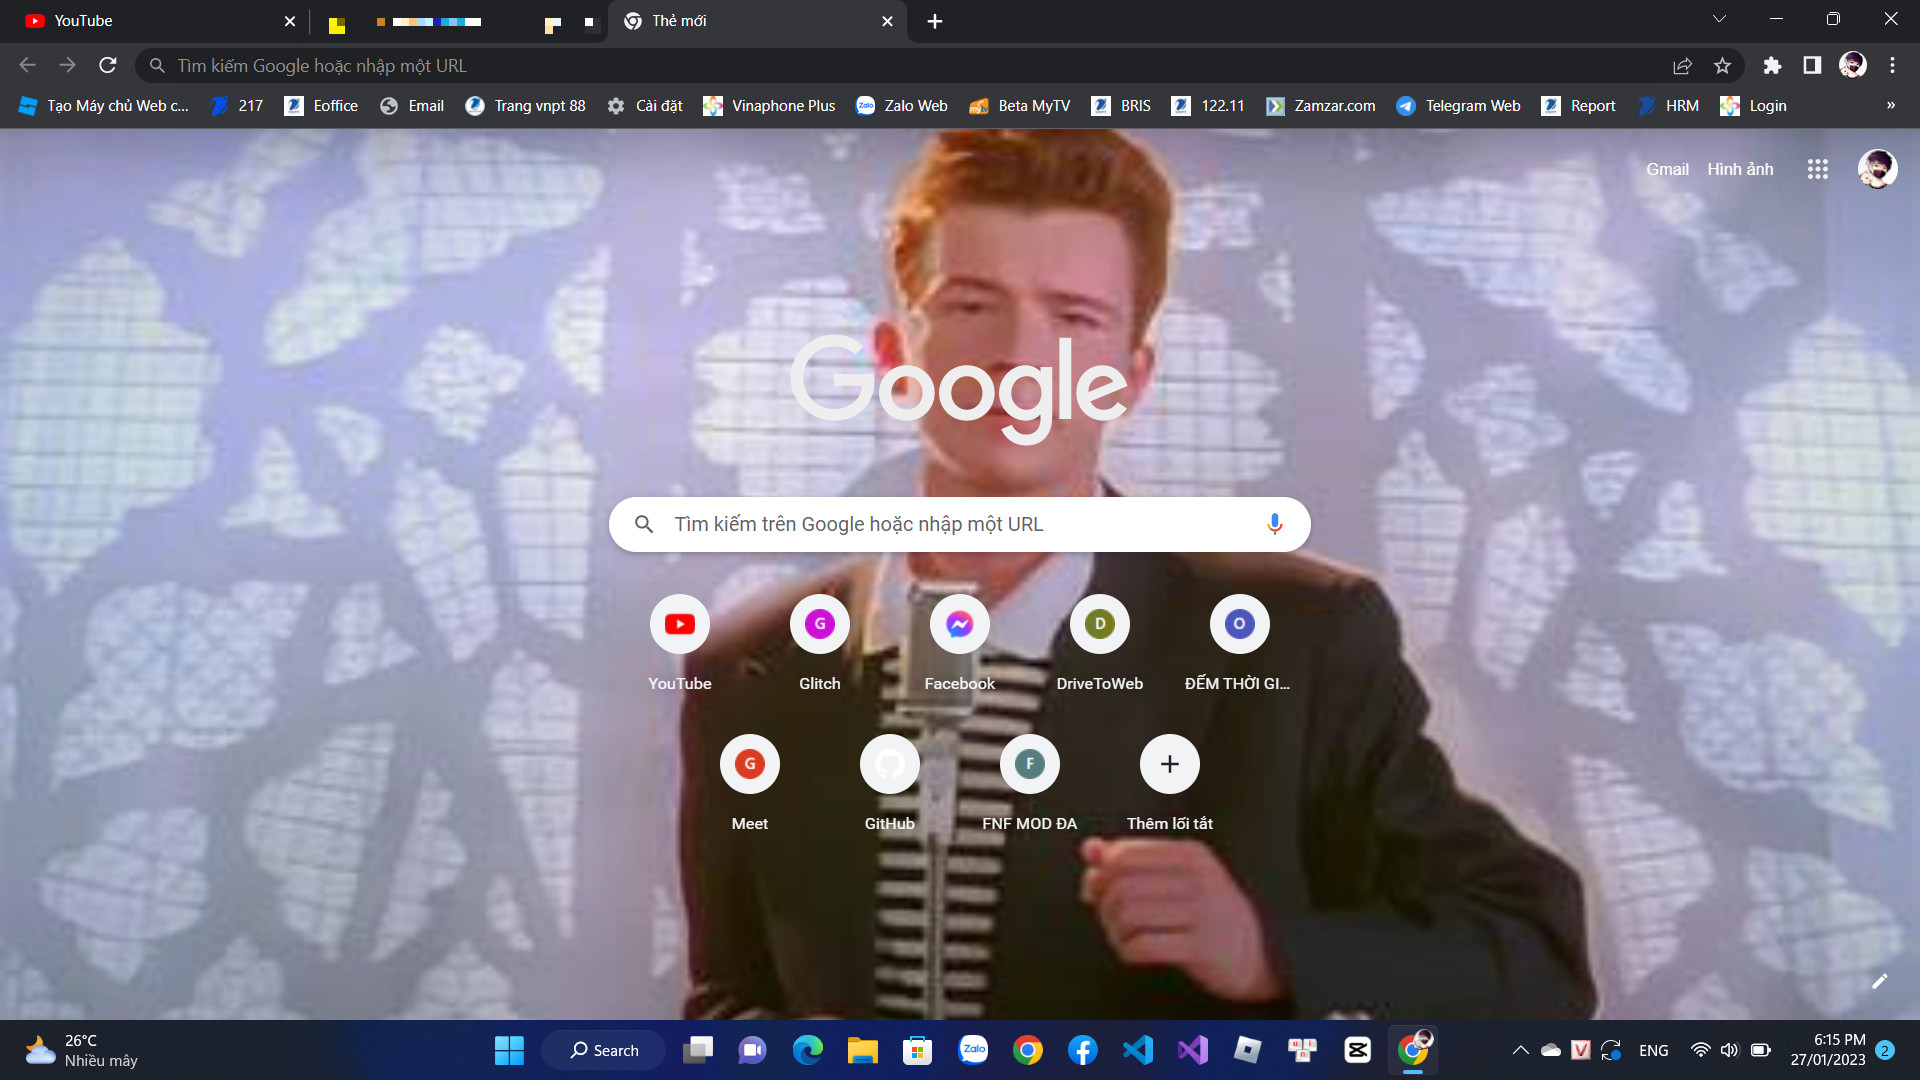 YouTube
Thẻ mới
Tìm kiếm Google hoặc nhập một URL
Tạo Máy chủ Web c...
217
Eoffice
Email
Trang vnpt 88
Cài đặt
Vinaphone Plus
Zalo Web
Beta MyTV
BRIS
122.11
Zamzar.com
Telegram Web
Report
HRM
Login
»
Gmail
Hình ảnh
Google
Tìm kiếm trên Google hoặc nhập một URL
G
D
O
YouTube
Glitch
Facebook
DriveToWeb
ĐẾM THỜI GI...
G
F
Meet
GitHub
FNF MOD ĐA
Thêm lối tắt
26°C
Nhiều mây
Search
Zalo
V
ENG
6:15 PM
27/01/2023
2